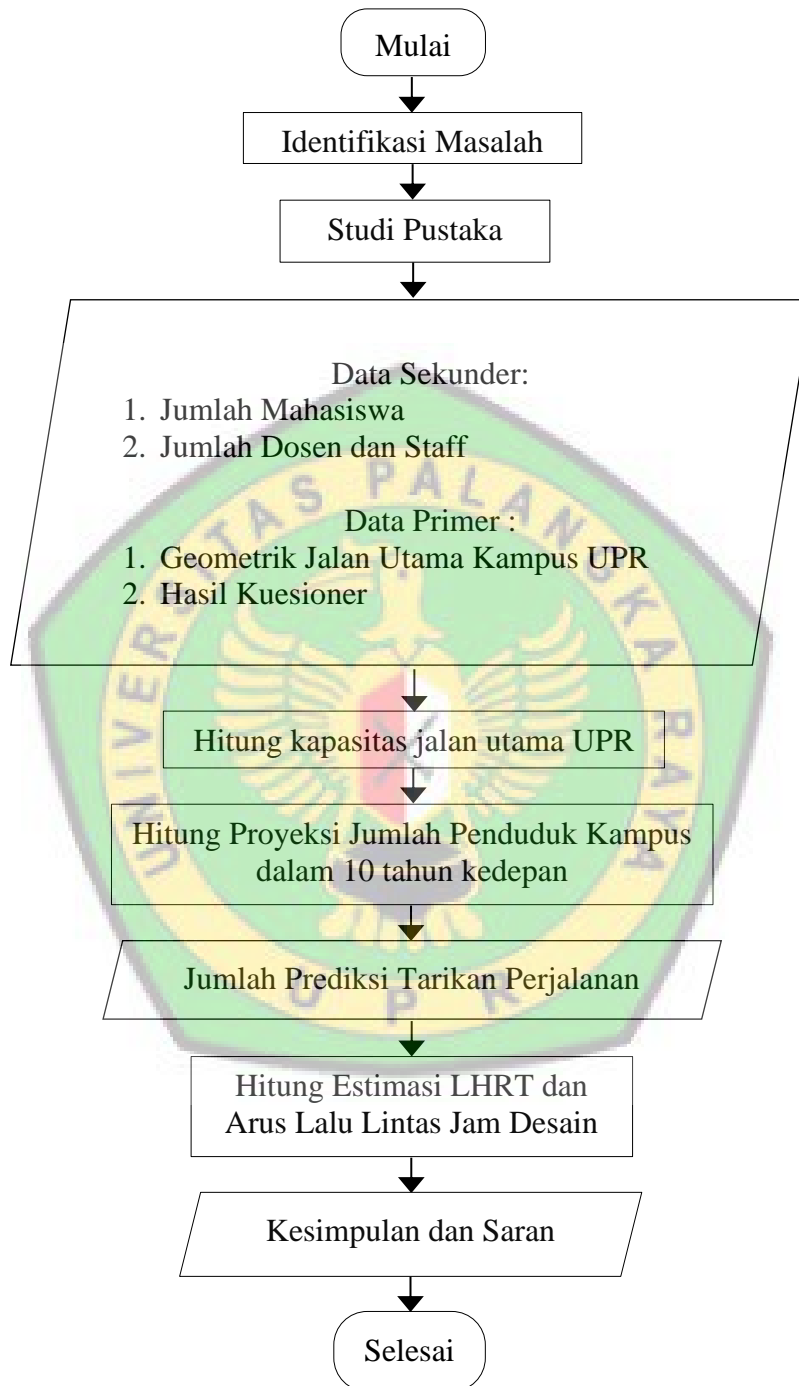 Mulai
Identifikasi Masalah
Studi Pustaka
Data Sekunder:
1. Jumlah Mahasiswa
2. Jumlah Dosen dan Staff
Data Primer :
1. Geometrik Jalan Utama Kampus UPR
2. Hasil Kuesioner
Hitung kapasitas jalan utama UPR
Hitung Proyeksi Jumlah Penduduk Kampus
dalam 10 tahun kedepan
Jumlah Prediksi Tarikan Perjalanan
Hitung Estimasi LHRT dan
Arus Lalu Lintas Jam Desain
Kesimpulan dan Saran
Selesai
UNIVERSITAS PALANGKA RAYA
U P R